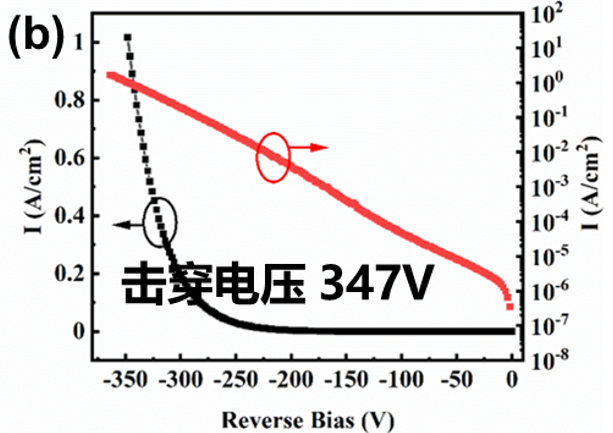 (b)
I (A/cm²)
1
0.8
0.6
0.4
0.2
0
10²
10¹
10⁰
10⁻¹
10⁻²
10⁻³
10⁻⁴
10⁻⁵
10⁻⁶
10⁻⁷
10⁻⁸
I (A/cm²)
击穿电压 347V
-350 -300 -250 -200 -150 -100 -50 0
Reverse Bias (V)